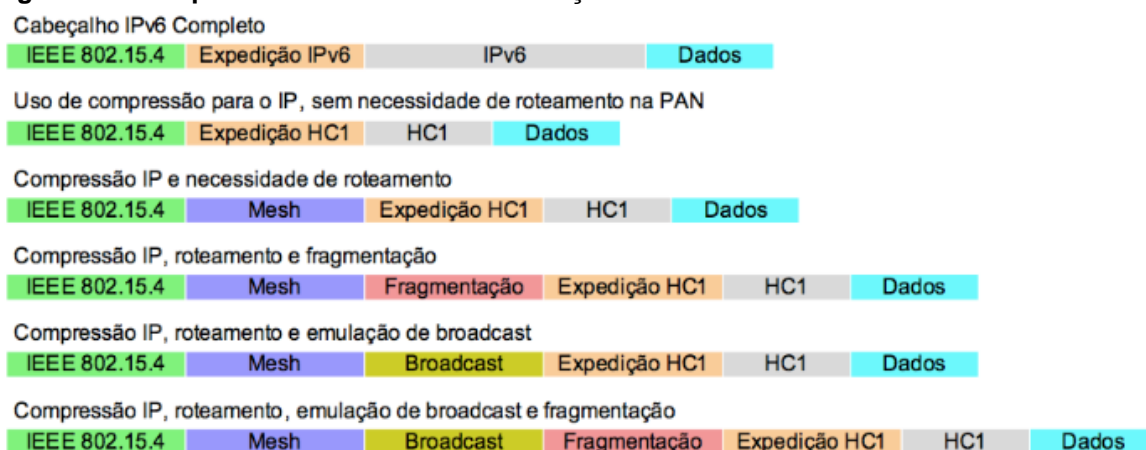 Cabeçalho IPv6 Completo
IEEE 802.15.4 Expedição IPv6 IPv6 Dados
Uso de compressão para o IP, sem necessidade de roteamento na PAN
IEEE 802.15.4 Expedição HC1 HC1 Dados
Compressão IP e necessidade de roteamento
IEEE 802.15.4 Mesh Expedição HC1 HC1 Dados
Compressão IP, roteamento e fragmentação
IEEE 802.15.4 Mesh Fragmentação Expedição HC1 HC1 Dados
Compressão IP, roteamento e emulação de broadcast
IEEE 802.15.4 Mesh Broadcast Expedição HC1 HC1 Dados
Compressão IP, roteamento, emulação de broadcast e fragmentação
IEEE 802.15.4 Mesh Broadcast Fragmentação Expedição HC1 HC1 Dados